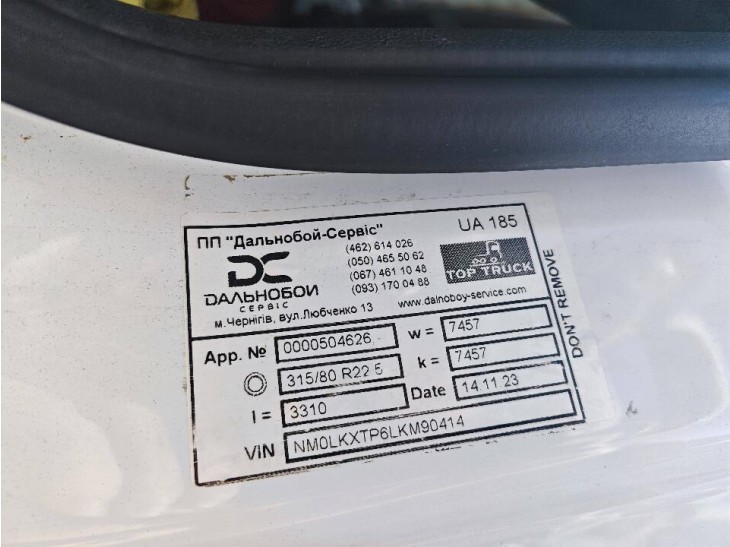 ПП "Дальнобой-Сервіс" UA 185
(462) 614 026
(050) 465 50 62
(067) 461 10 48
(093) 170 04 88
DC
ДАЛЬНОБОЙ
СЕРВІС
TOP TRUCK
м.Чернігів, вул.Любченко 13 www.dalnoboy-service.com
DON'T REMOVE
App. № 0000504626 w = 7457
315/80 R22.5 k = 7457
l = 3310 Date 14.11.23
ViN NM0LKXTP6LKM90414